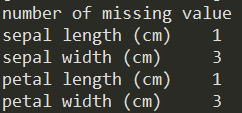 number of missing value
sepal length (cm)    1
sepal width (cm)     3
petal length (cm)    1
petal width (cm)     3